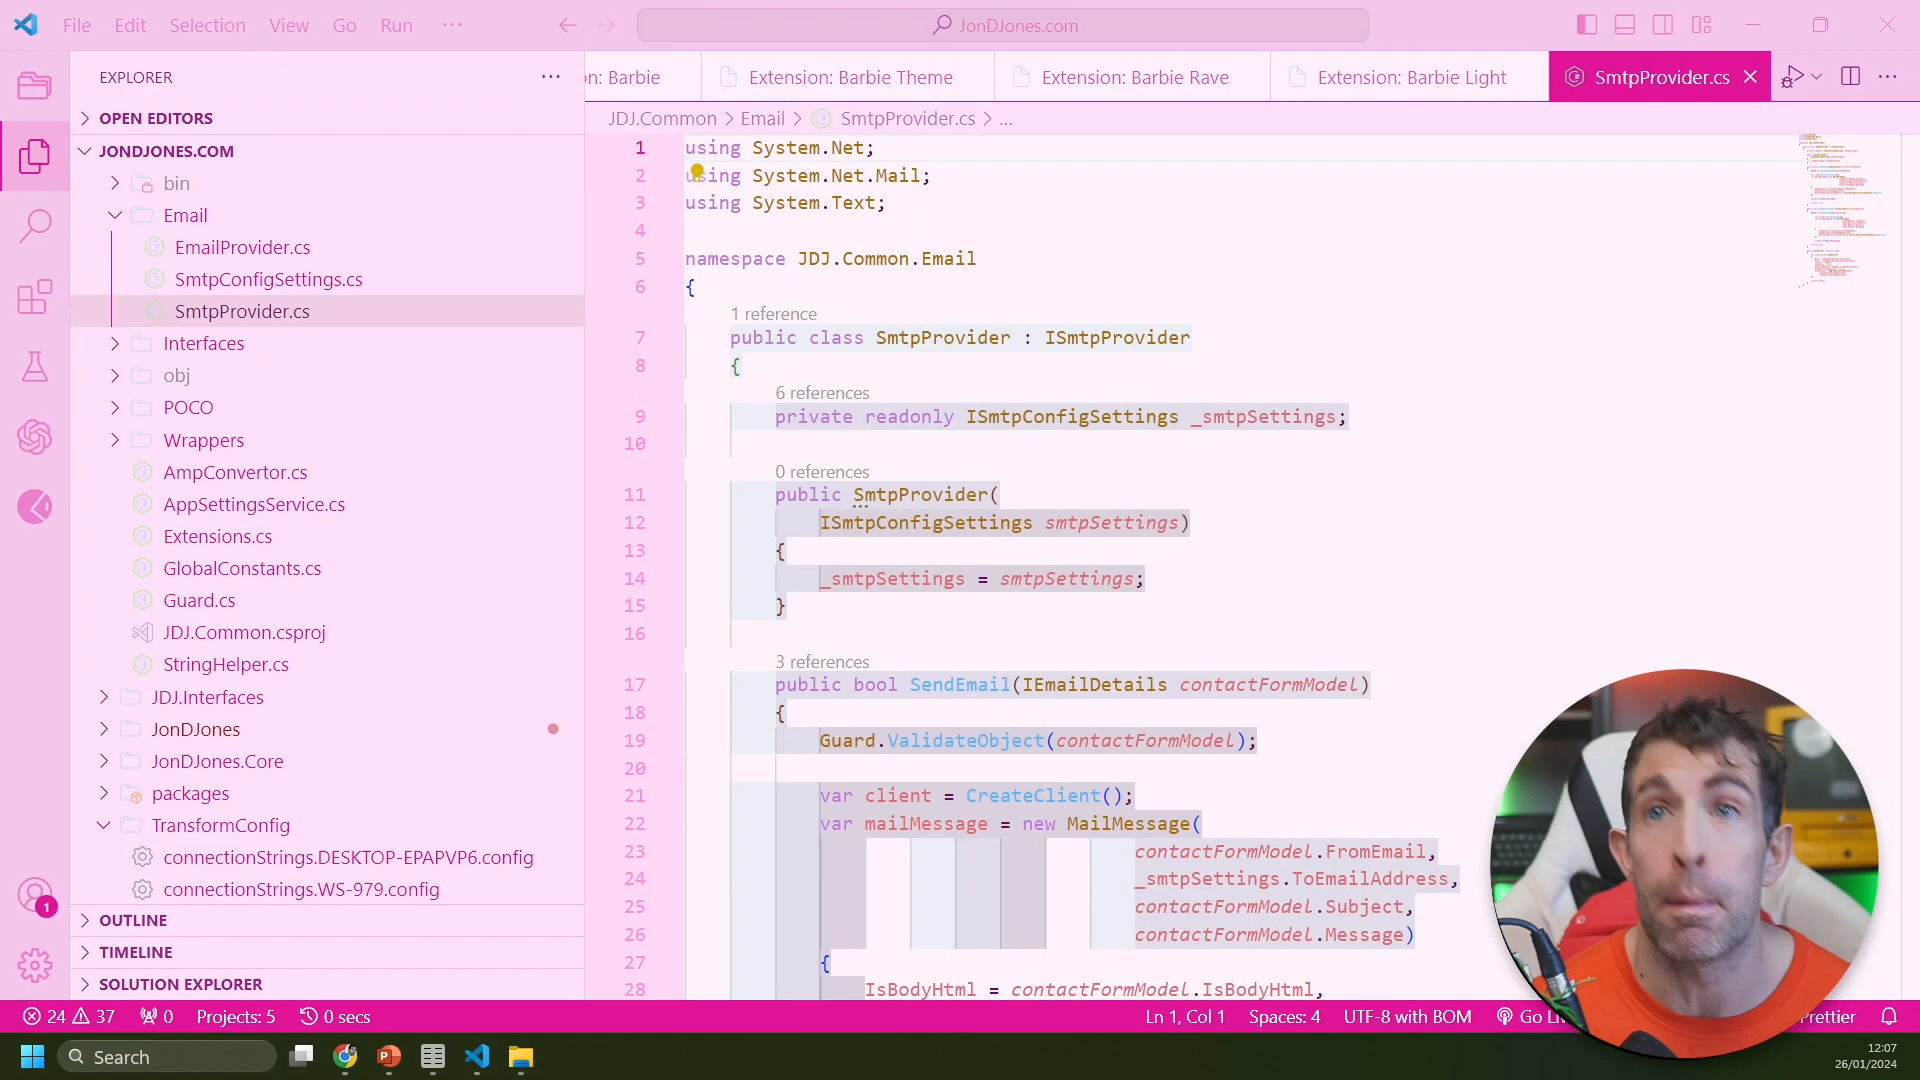 File Edit Selection View Go Run ···
JonDJones.com
EXPLORER
OPEN EDITORS
JONDJONES.COM
bin
Email
EmailProvider.cs
SmtpConfigSettings.cs
SmtpProvider.cs
Interfaces
obj
POCO
Wrappers
AmpConvertor.cs
AppSettingsService.cs
Extensions.cs
GlobalConstants.cs
Guard.cs
JDJ.Common.csproj
StringHelper.cs
JDJ.Interfaces
JonDJones
JonDJones.Core
packages
TransformConfig
connectionStrings.DESKTOP-EPAPVP6.config
connectionStrings.WS-979.config
OUTLINE
TIMELINE
SOLUTION EXPLORER
1
n: Barbie Extension: Barbie Theme Extension: Barbie Rave Extension: Barbie Light SmtpProvider.cs
JDJ.Common > Email > SmtpProvider.cs > ...
1 using System.Net;
2 using System.Net.Mail;
3 using System.Text;
4
5 namespace JDJ.Common.Email
6 {
1 reference
7 public class SmtpProvider : ISmtpProvider
8 {
6 references
9 private readonly ISmtpConfigSettings _smtpSettings;
10
0 references
11 public SmtpProvider(
12 ISmtpConfigSettings smtpSettings)
13 {
14 _smtpSettings = smtpSettings;
15 }
16
3 references
17 public bool SendEmail(IEmailDetails contactFormModel)
18 {
19 Guard.ValidateObject(contactFormModel);
20
21 var client = CreateClient();
22 var mailMessage = new MailMessage(
23 contactFormModel.FromEmail,
24 _smtpSettings.ToEmailAddress,
25 contactFormModel.Subject,
26 contactFormModel.Message)
27 {
28 IsBodyHtml = contactFormModel.IsBodyHtml,
24 37 0 Projects: 5 0 secs Ln 1, Col 1 Spaces: 4 UTF-8 with BOM Go Prettier
Search
12:07
26/01/2024